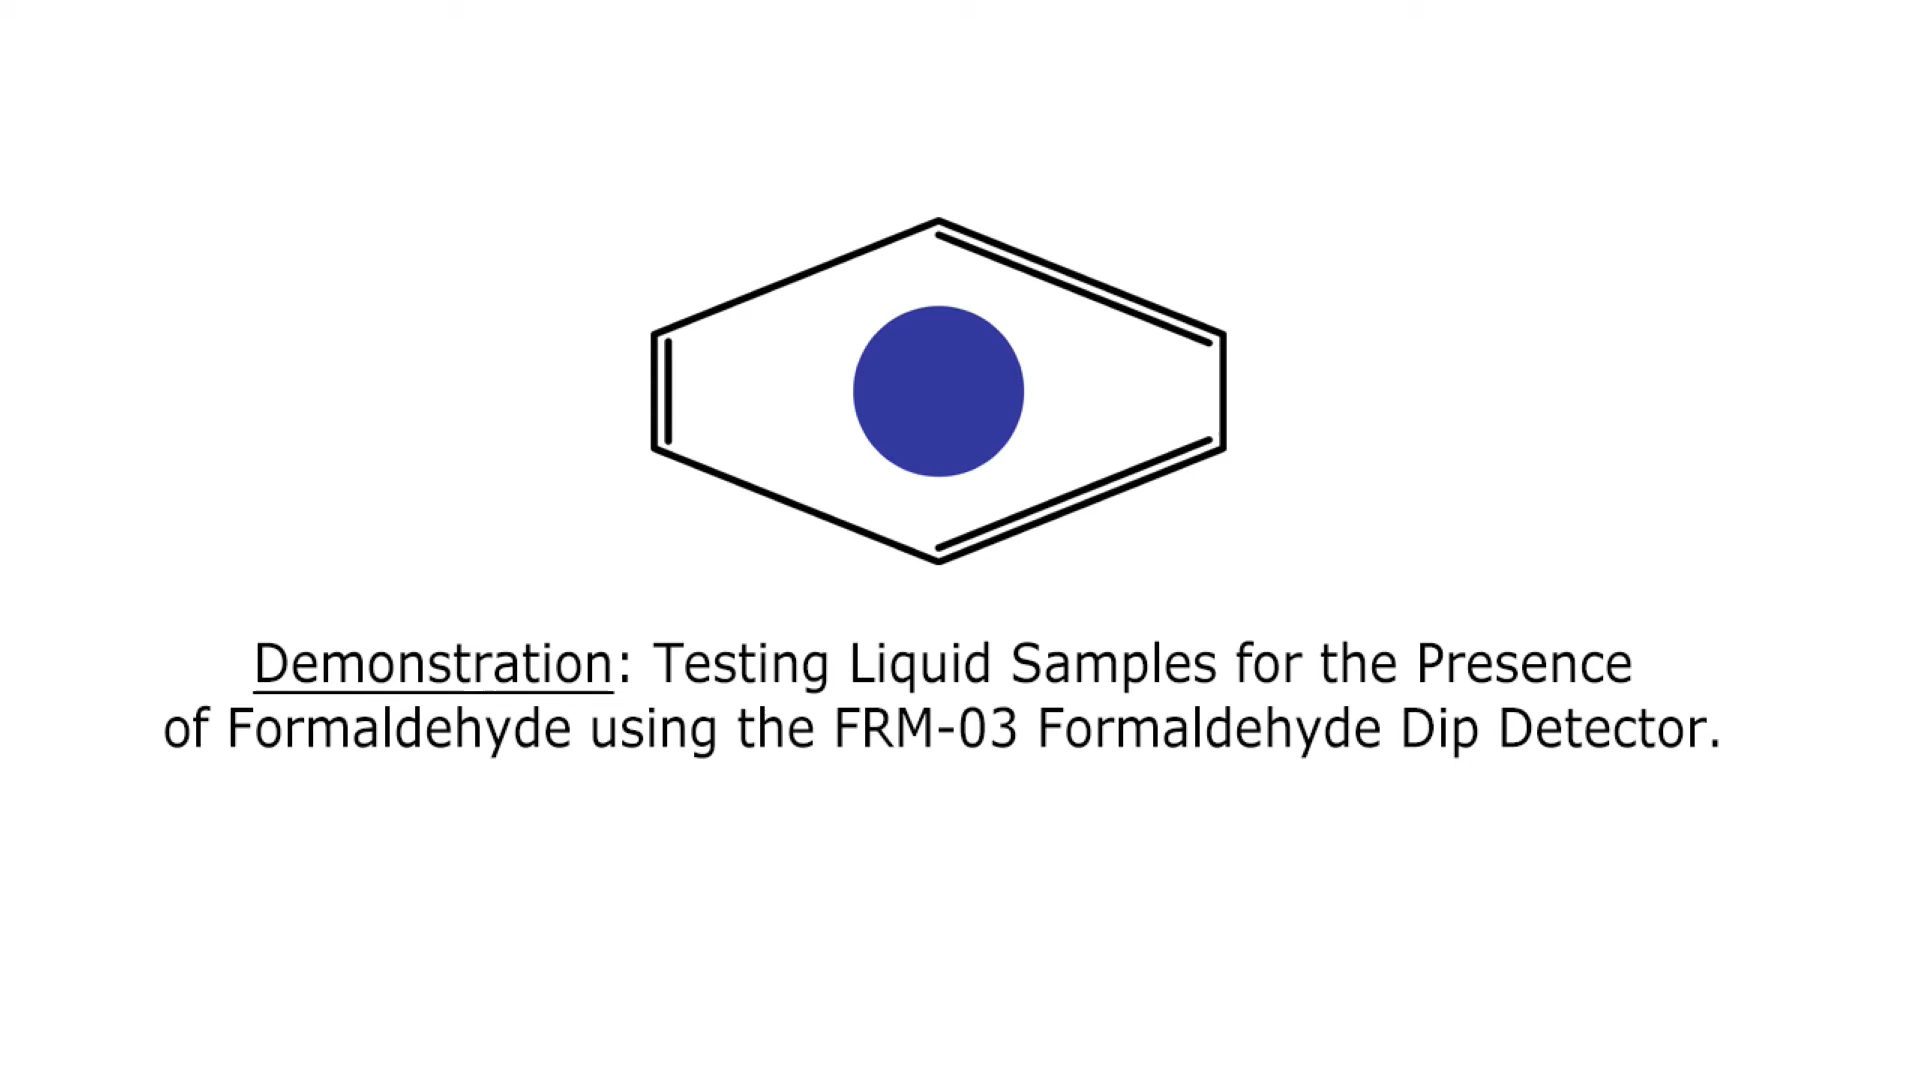 Demonstration: Testing Liquid Samples for the Presence
of Formaldehyde using the FRM-03 Formaldehyde Dip Detector.